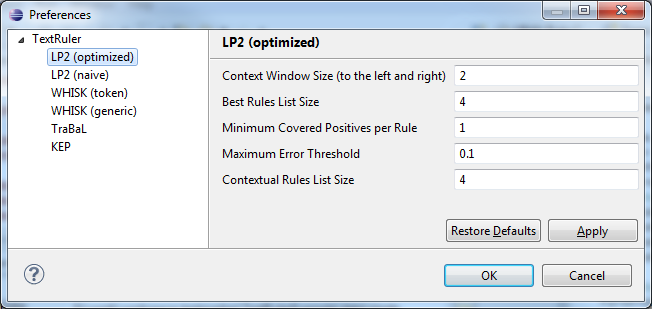 Preferences
TextRuler
LP2 (optimized)
LP2 (naive)
WHISK (token)
WHISK (generic)
TraBaL
KEP
LP2 (optimized)
Context Window Size (to the left and right) 2
Best Rules List Size 4
Minimum Covered Positives per Rule 1
Maximum Error Threshold 0.1
Contextual Rules List Size 4
Restore Defaults Apply
? OK Cancel